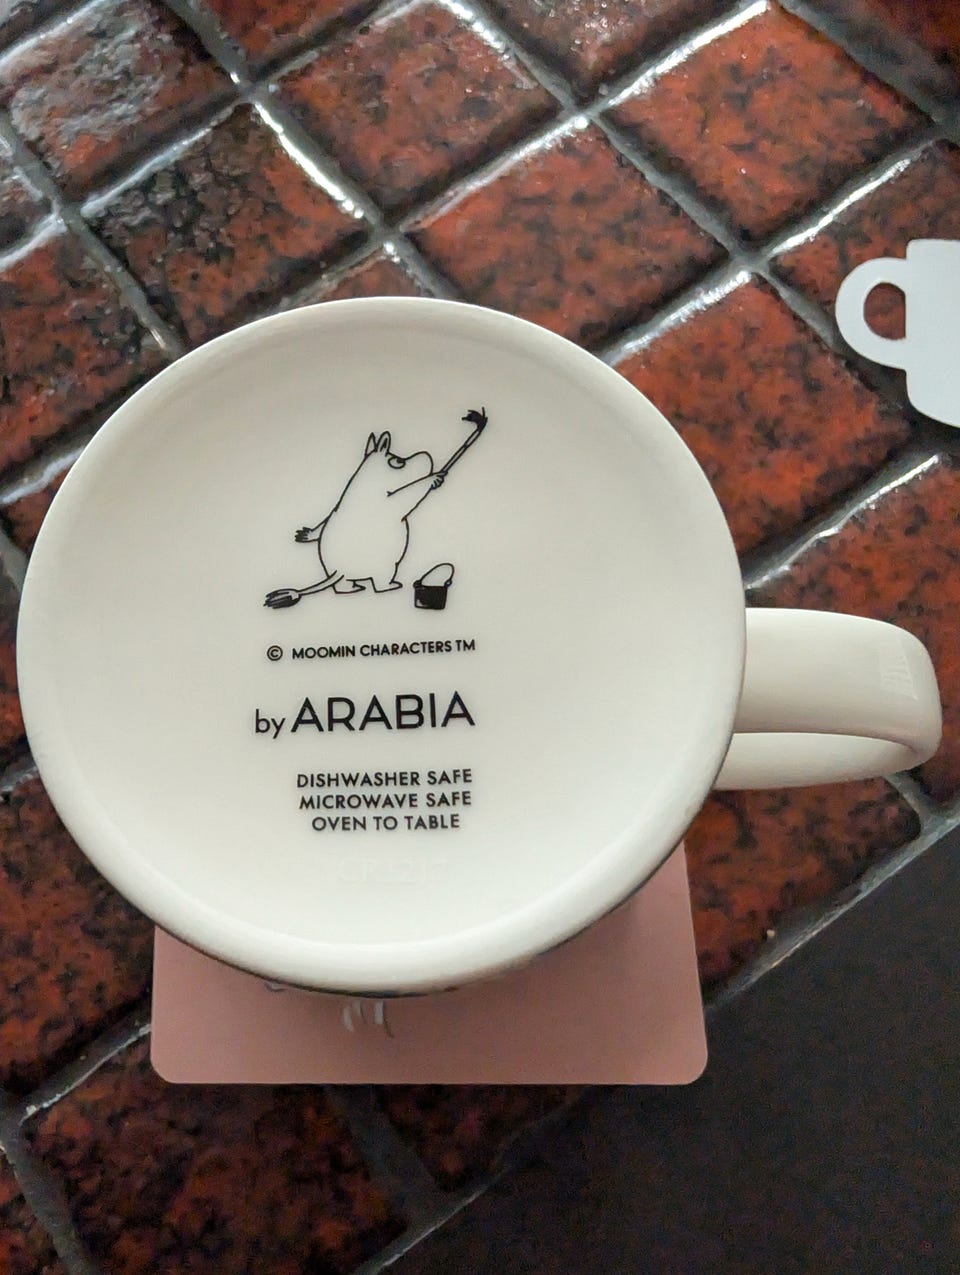 © MOOMIN CHARACTERS TM
by ARABIA
DISHWASHER SAFE
MICROWAVE SAFE
OVEN TO TABLE